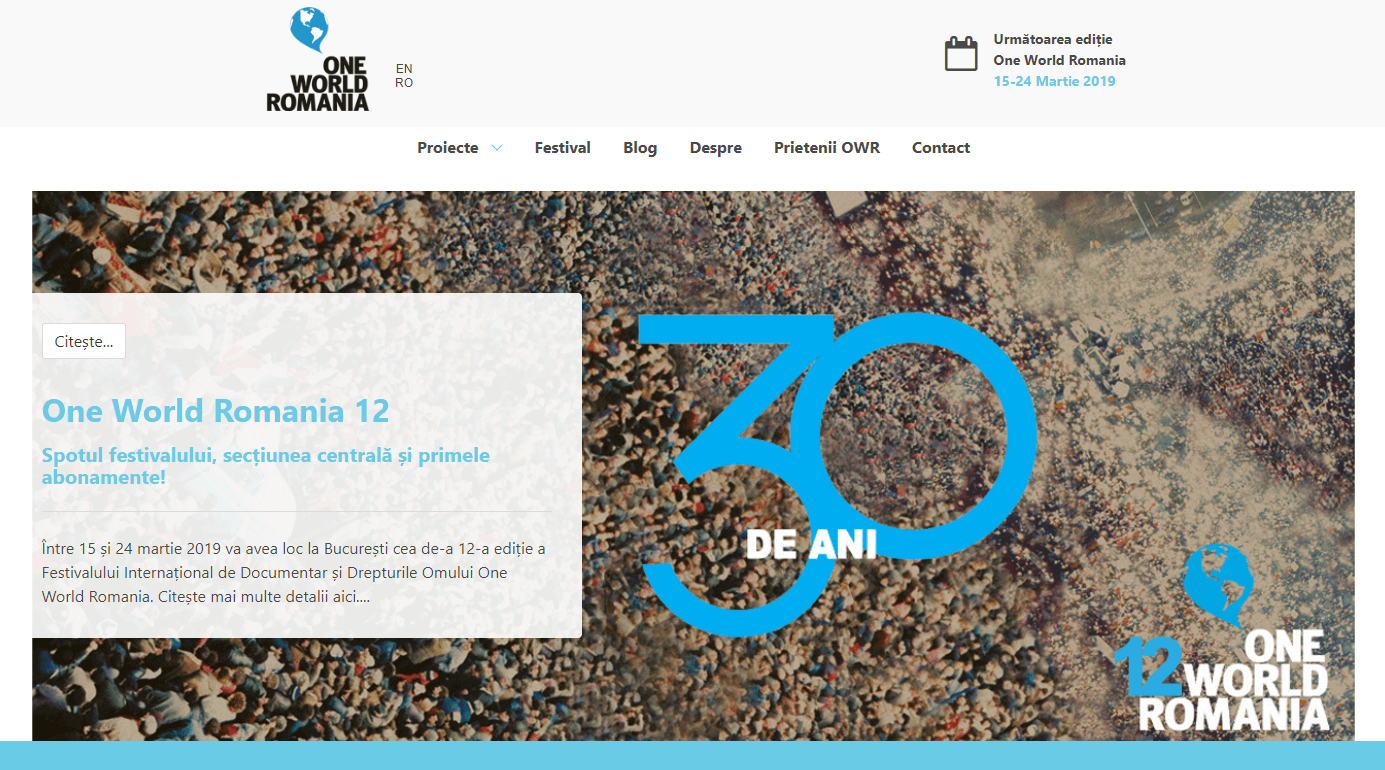 ONE
WORLD
ROMANIA
EN
RO
Următoarea ediție
One World Romania
15-24 Martie 2019
Proiecte
Festival
Blog
Despre
Prietenii OWR
Contact
Citește...
One World Romania 12
Spotul festivalului, secțiunea centrală și primele
abonamente!
Între 15 și 24 martie 2019 va avea loc la București cea de-a 12-a ediție a
Festivalului Internațional de Documentar și Drepturile Omului One
World Romania. Citește mai multe detalii aici....
30
DE ANI
ONE
12 WORLD
ROMANIA